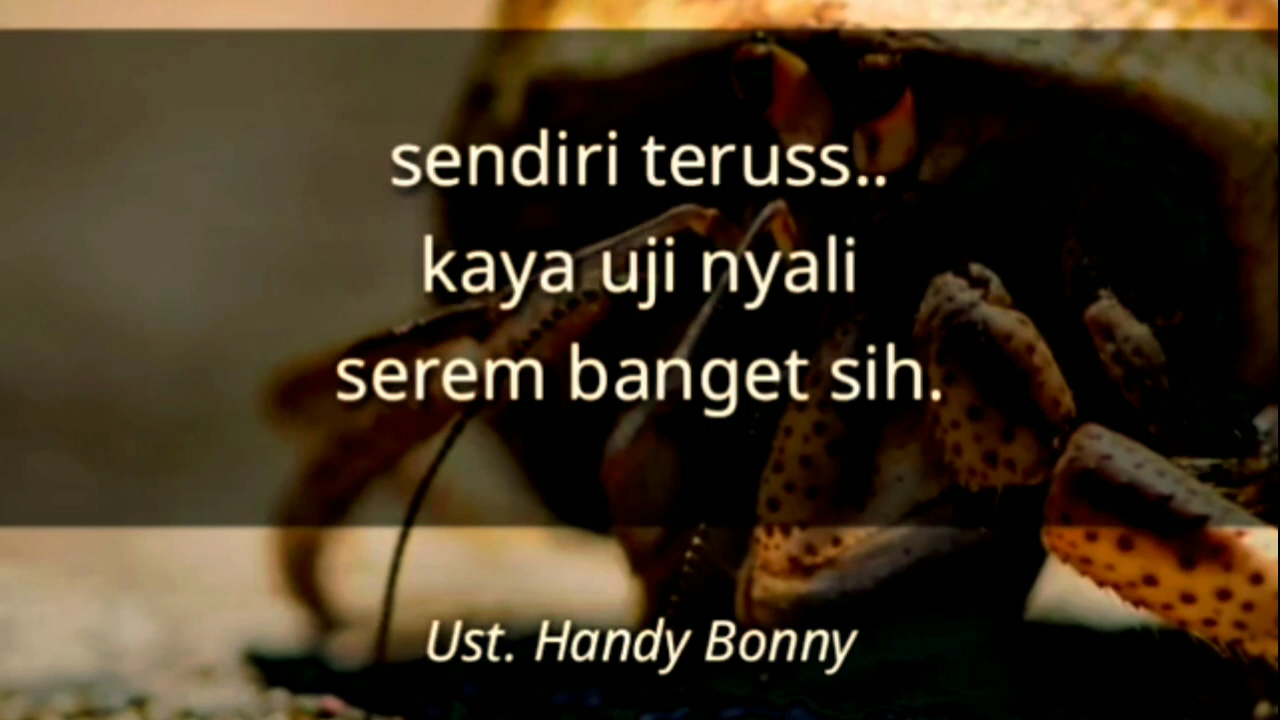 sendiri teruss..
kaya uji nyali
serem banget sih.
Ust. Handy Bonny